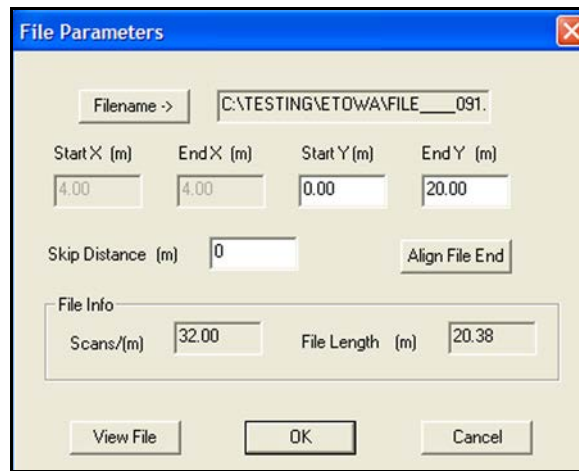 File Parameters
Filename -> C:\TESTING\ETOWA\FILE____091.
Start X (m) End X (m) Start Y (m) End Y (m)
4.00 4.00 0.00 20.00
Skip Distance (m) 0 Align File End
File Info
Scans/(m) 32.00 File Length (m) 20.38
View File OK Cancel